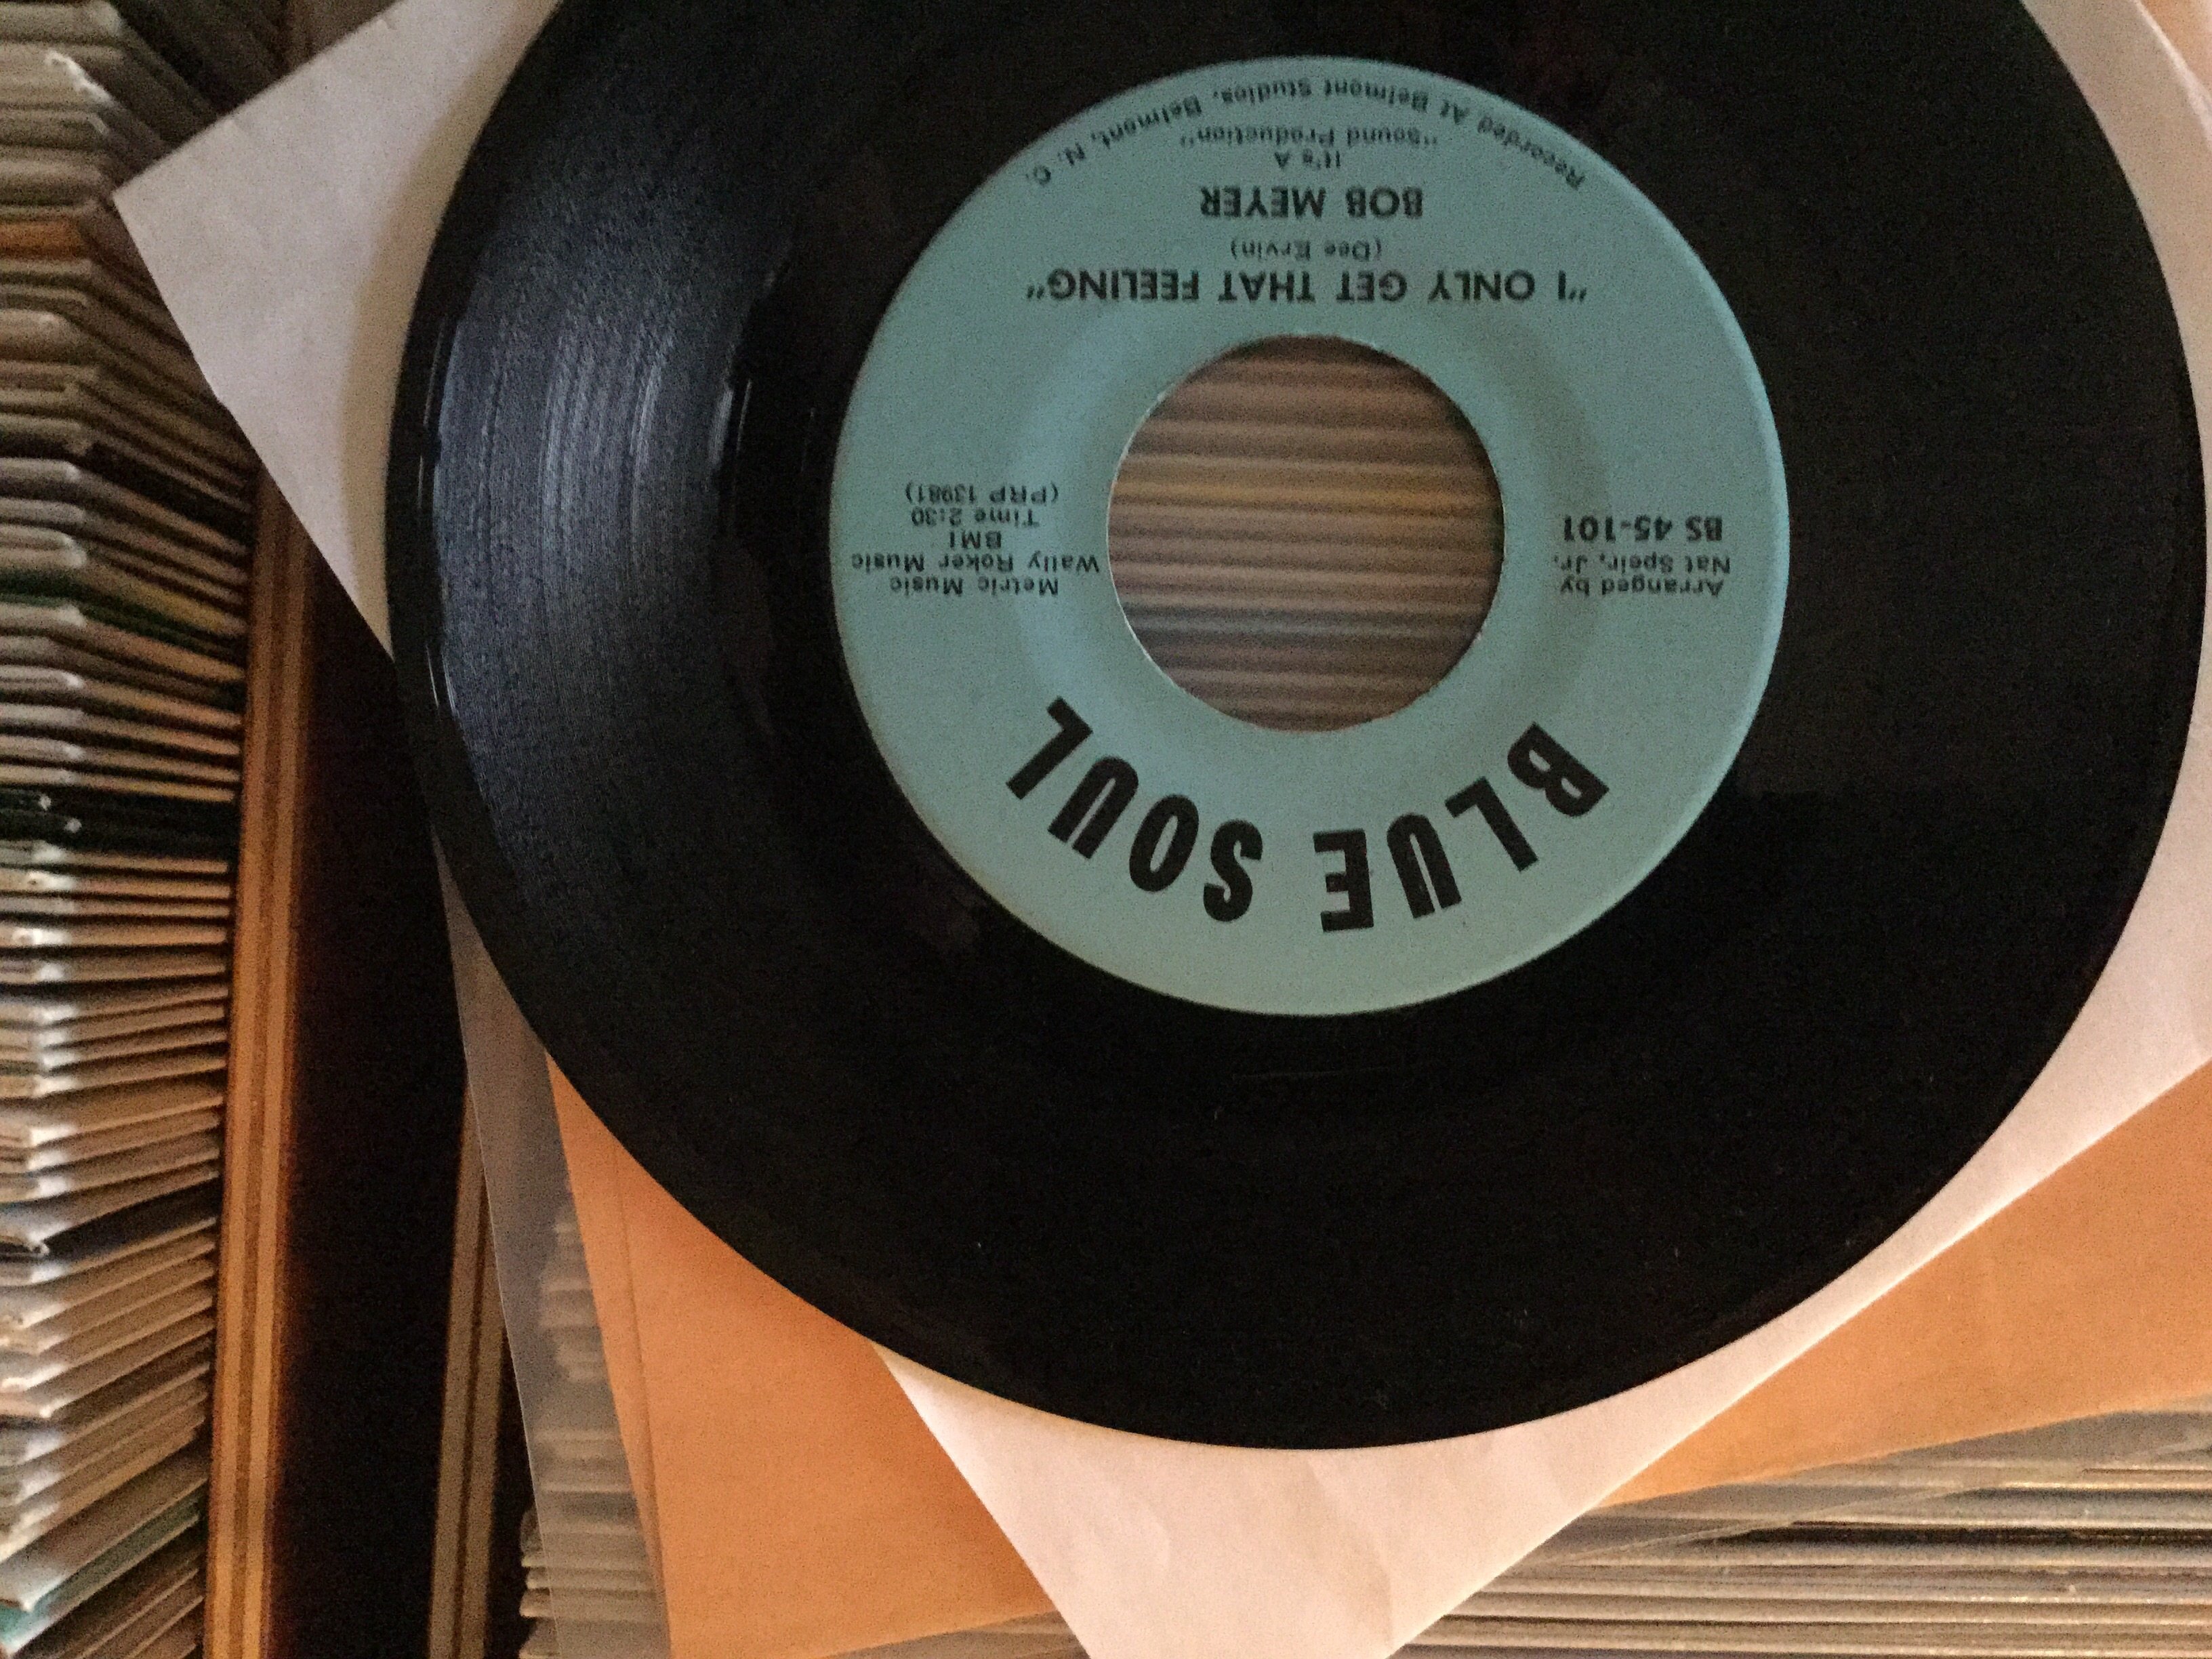 BLUE SOUL
Arranged by
Nat Speir, Jr.
BS 45-101
Metric Music
Wally Roker Music
BMI
Time 2:30
(PRP 13981)
"I ONLY GET THAT FEELING"
(Dee Ervin)
BOB MEYER
It's A
"Sound Production"
Recorded At Belmont Studios, Belmont, N. C.